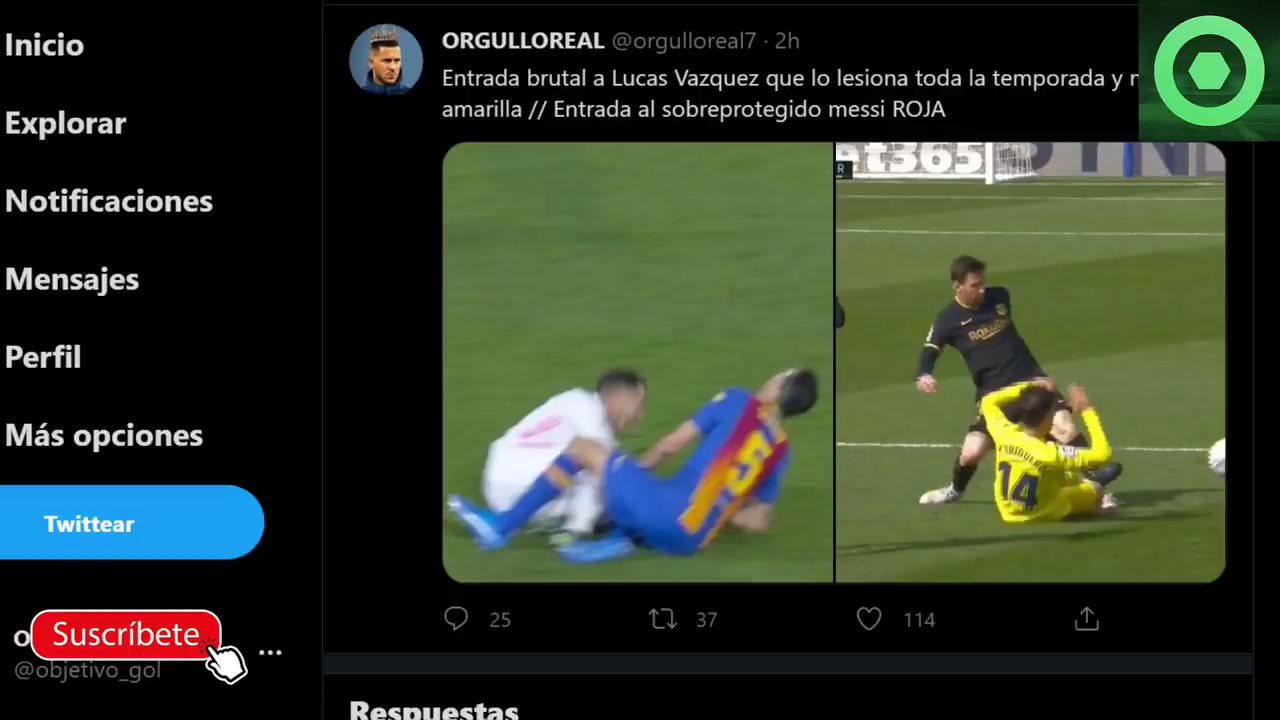 Inicio
Explorar
Notificaciones
Mensajes
Perfil
Más opciones
Twittear
Suscríbete
@objetivo_gol
ORGULLOREAL @orgulloreal7 · 2h
Entrada brutal a Lucas Vazquez que lo lesiona toda la temporada y
amarilla // Entrada al sobreprotegido messi ROJA
et365
5
14
25
37
114
Respuestas